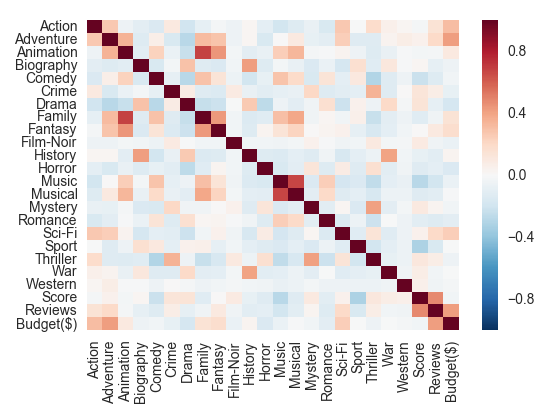 Action
Adventure
Animation
Biography
Comedy
Crime
Drama
Family
Fantasy
Film-Noir
History
Horror
Music
Musical
Mystery
Romance
Sci-Fi
Sport
Thriller
War
Western
Score
Reviews
Budget($)
Action
Adventure
Animation
Biography
Comedy
Crime
Drama
Family
Fantasy
Film-Noir
History
Horror
Music
Musical
Mystery
Romance
Sci-Fi
Sport
Thriller
War
Western
Score
Reviews
Budget($)
0.8
0.4
0.0
−0.4
−0.8